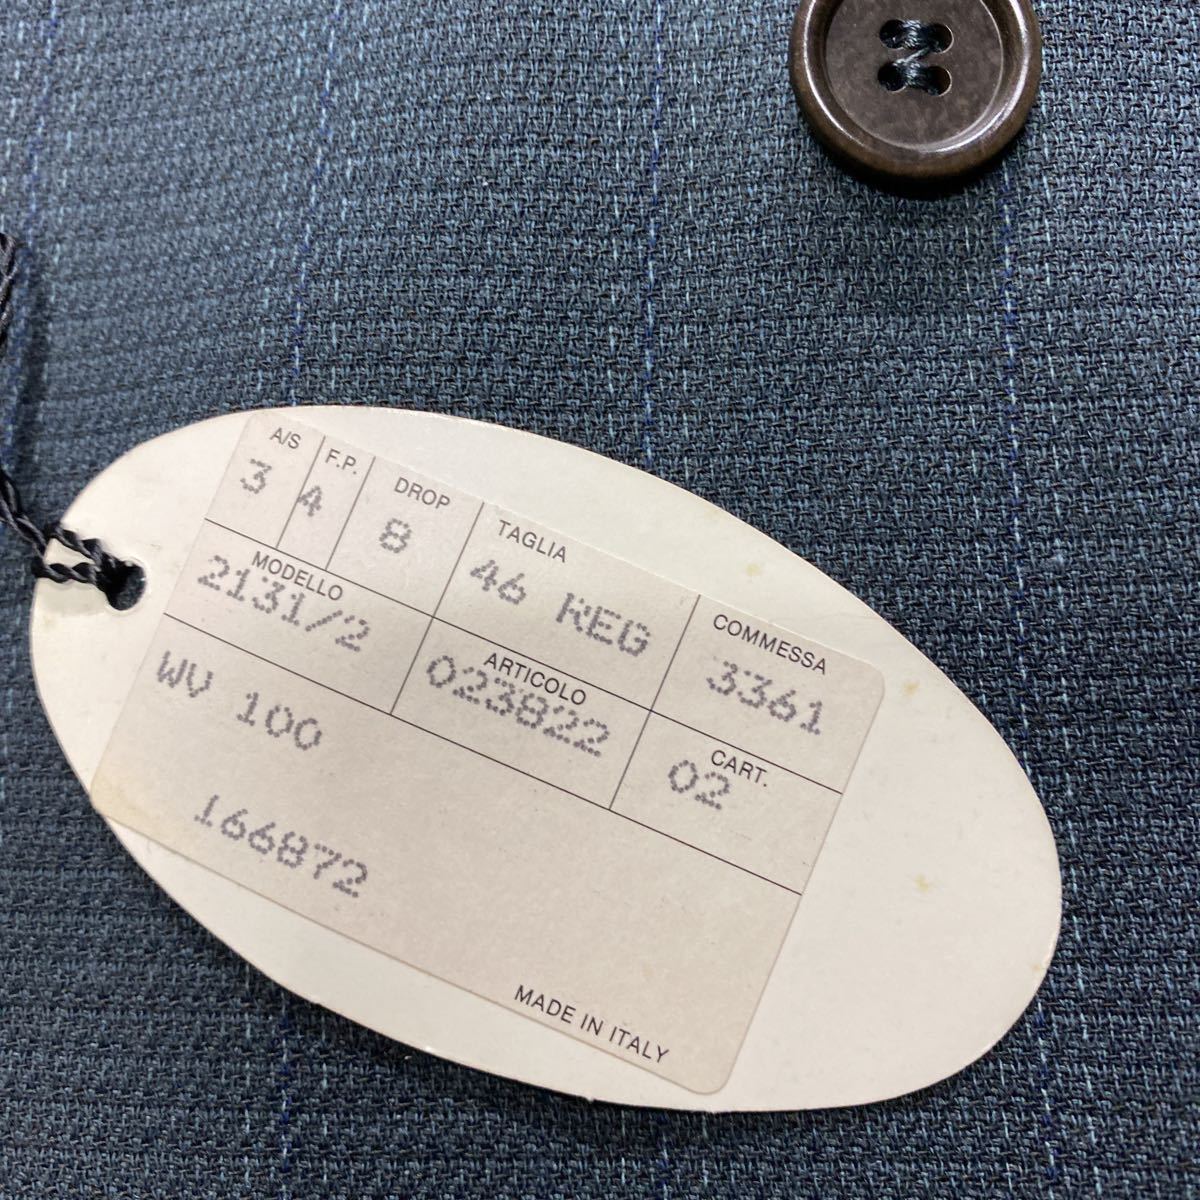 A/S F.P. DROP TAGLIA COMMESSA
3 4 8 46 REG 3361
MODELLO ARTICOLO CART.
2131/2 023822 02
WV 100
166872
MADE IN ITALY